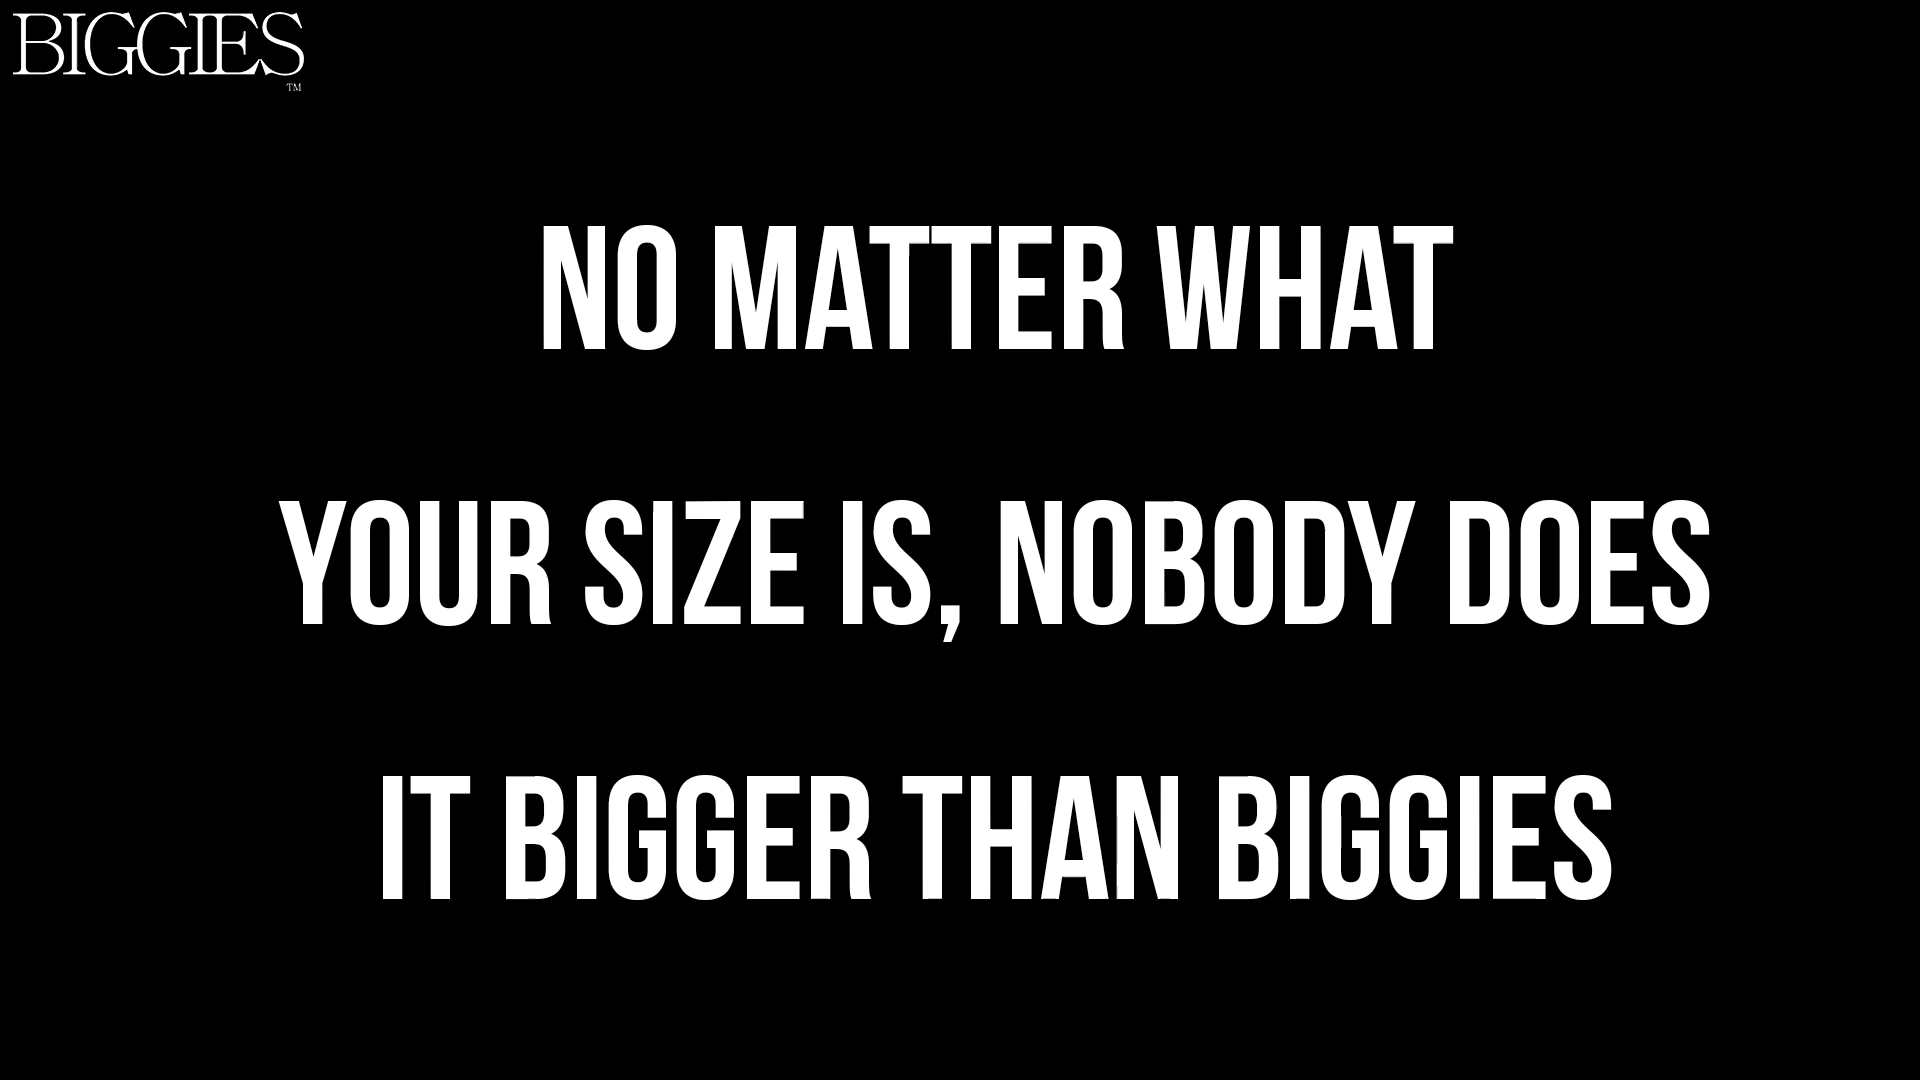 BIGGIES
TM
NO MATTER WHAT
YOUR SIZE IS, NOBODY DOES
IT BIGGER THAN BIGGIES